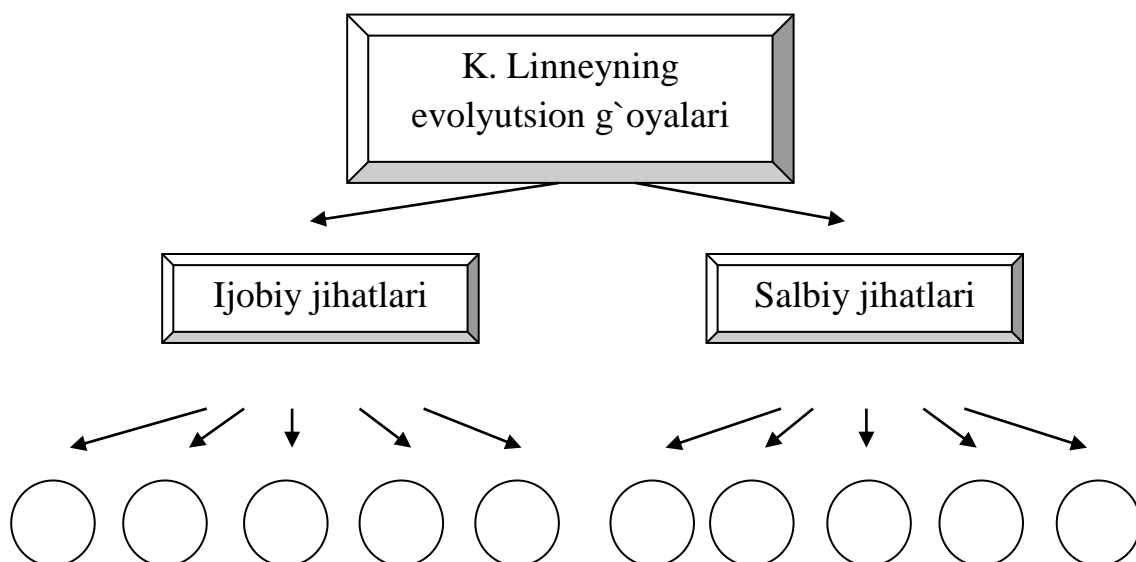 K. Linneyning
evolyutsion g`oyalari
Ijobiy jihatlari
Salbiy jihatlari